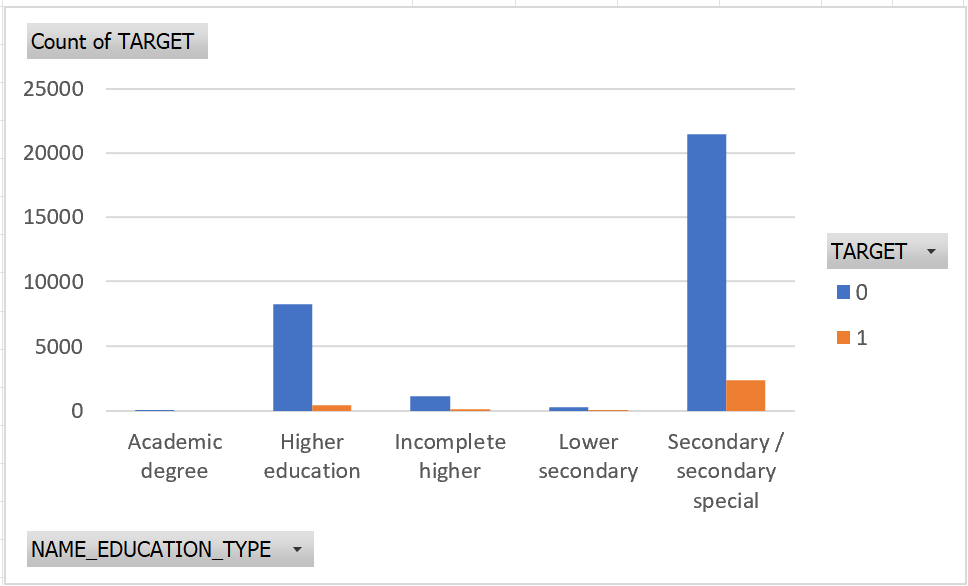 Count of TARGET
25000
20000
15000
10000
5000
0
Academic
degree
Higher
education
Incomplete
higher
Lower
secondary
Secondary /
secondary
special
TARGET
0
1
NAME_EDUCATION_TYPE